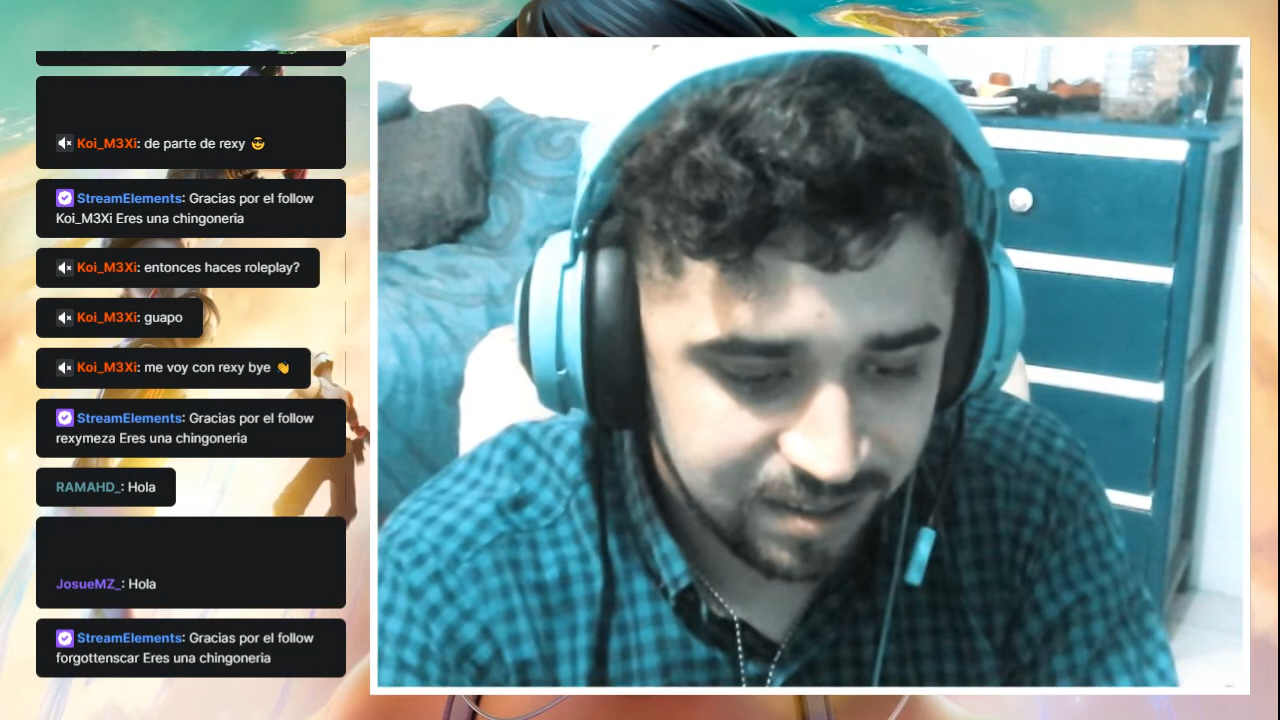 Koi_M3Xi: de parte de rexy 😎
StreamElements: Gracias por el follow
Koi_M3Xi Eres una chingoneria
Koi_M3Xi: entonces haces roleplay?
Koi_M3Xi: guapo
Koi_M3Xi: me voy con rexy bye 👋
StreamElements: Gracias por el follow
rexymeza Eres una chingoneria
RAMAHD_: Hola
JosueMZ_: Hola
StreamElements: Gracias por el follow
forgottenscar Eres una chingoneria